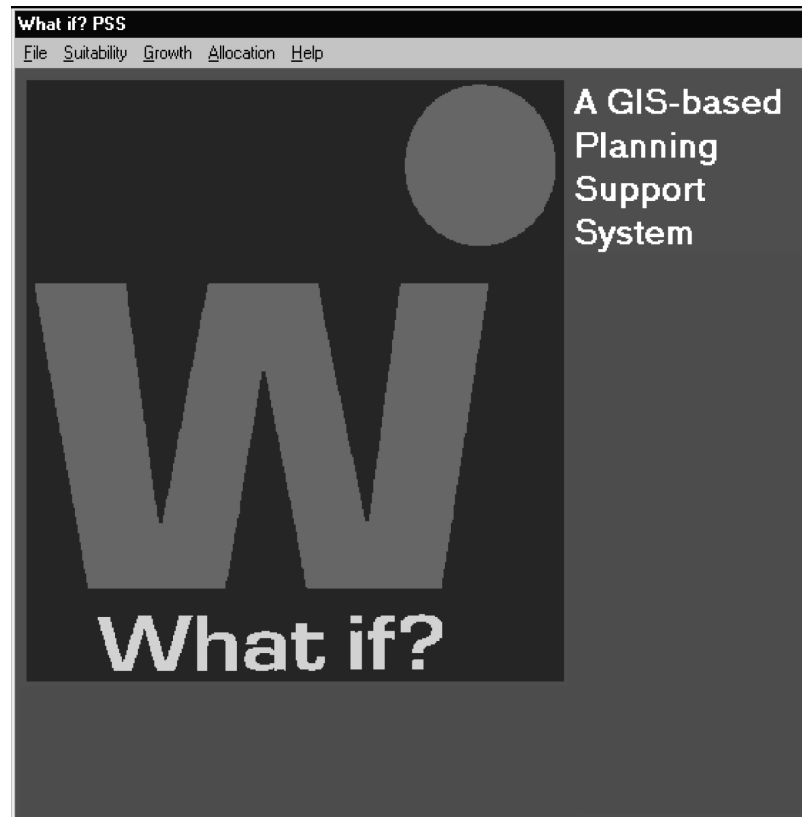 What if? PSS
File Suitability Growth Allocation Help
A GIS-based
Planning
Support
System
W
What if?